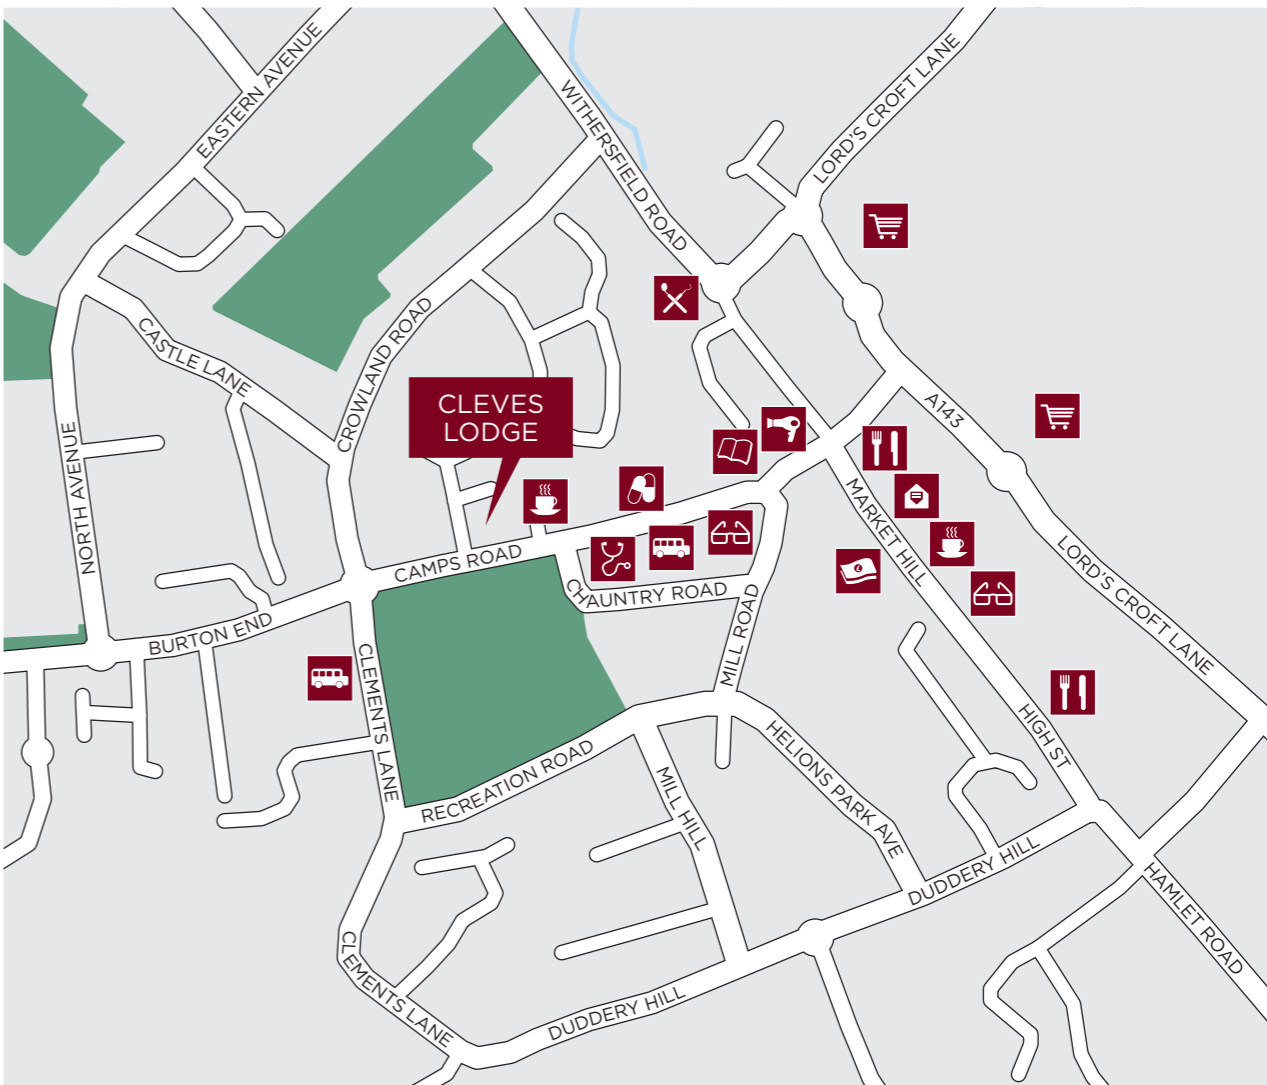 EASTERN AVENUE
WITHERSFIELD ROAD
LORD'S CROFT LANE
CASTLE LANE
CROWLAND ROAD
CLEVES
LODGE
A143
NORTH AVENUE
MARKET HILL
CAMPS ROAD
CHAUNTRY ROAD
LORD'S CROFT LANE
BURTON END
MILL ROAD
CLEMENTS LANE
HIGH ST
RECREATION ROAD
HELIONS PARK AVE
MILL HILL
DUDDERY HILL
HAMLET ROAD
CLEMENTS LANE
DUDDERY HILL